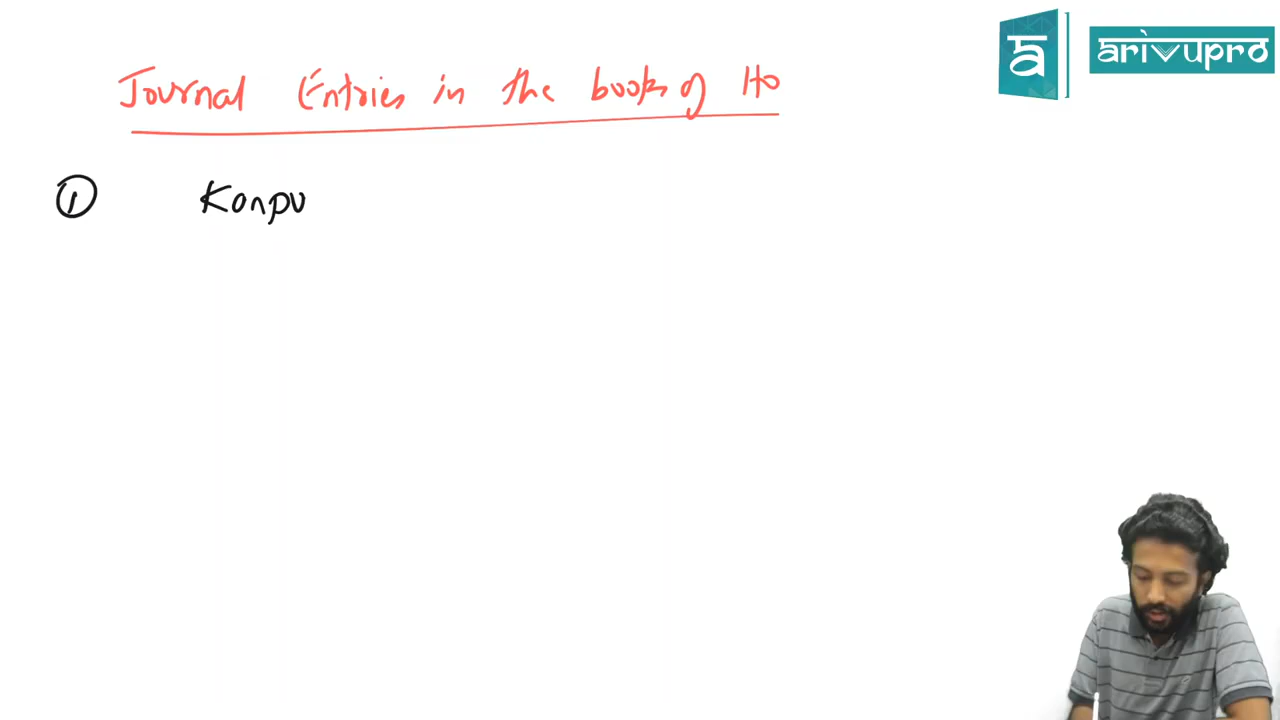 arivupro
Journal Entries in the books of HO
① Kanpu